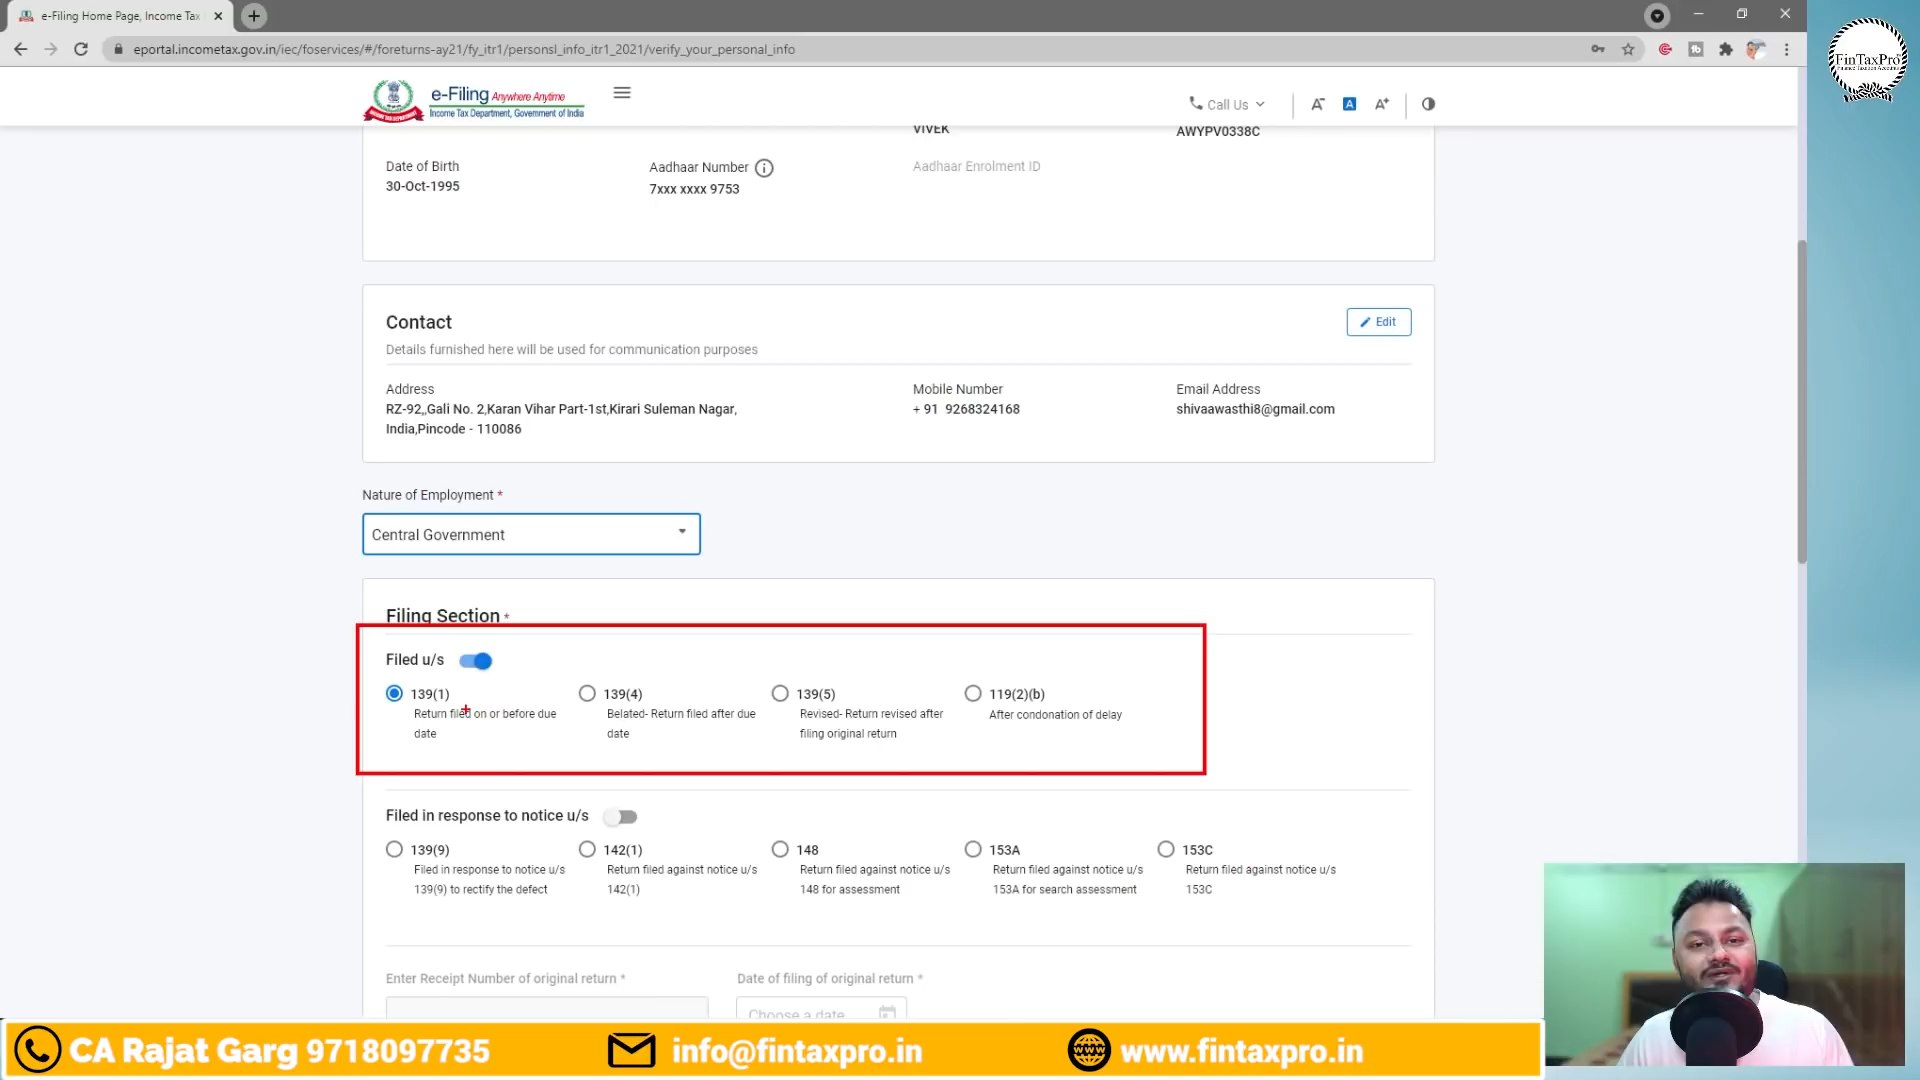 e-Filing Home Page, Income Tax
eportal.incometax.gov.in/iec/foservices/#/foreturns-ay21/fy_itr1/personsl_info_itr1_2021/verify_your_personal_info
FinTaxPro
e-Filing Anywhere Anytime
Income Tax Department, Government of India
Call Us
A-
A
A+
VIVEK
AWYPV0338C
Date of Birth
30-Oct-1995
Aadhaar Number
7xxx xxxx 9753
Aadhaar Enrolment ID
Contact
Edit
Details furnished here will be used for communication purposes
Address
RZ-92,,Gali No. 2,Karan Vihar Part-1st,Kirari Suleman Nagar,
India,Pincode - 110086
Mobile Number
+ 91 9268324168
Email Address
shivaawasthi8@gmail.com
Nature of Employment *
Central Government
Filing Section *
Filed u/s
139(1)
Return filed on or before due
date
139(4)
Belated- Return filed after due
date
139(5)
Revised- Return revised after
filing original return
119(2)(b)
After condonation of delay
Filed in response to notice u/s
139(9)
Filed in response to notice u/s
139(9) to rectify the defect
142(1)
Return filed against notice u/s
142(1)
148
Return filed against notice u/s
148 for assessment
153A
Return filed against notice u/s
153A for search assessment
153C
Return filed against notice u/s
153C
Enter Receipt Number of original return *
Date of filing of original return *
Choose a date
CA Rajat Garg 9718097735
info@fintaxpro.in
WWW
www.fintaxpro.in